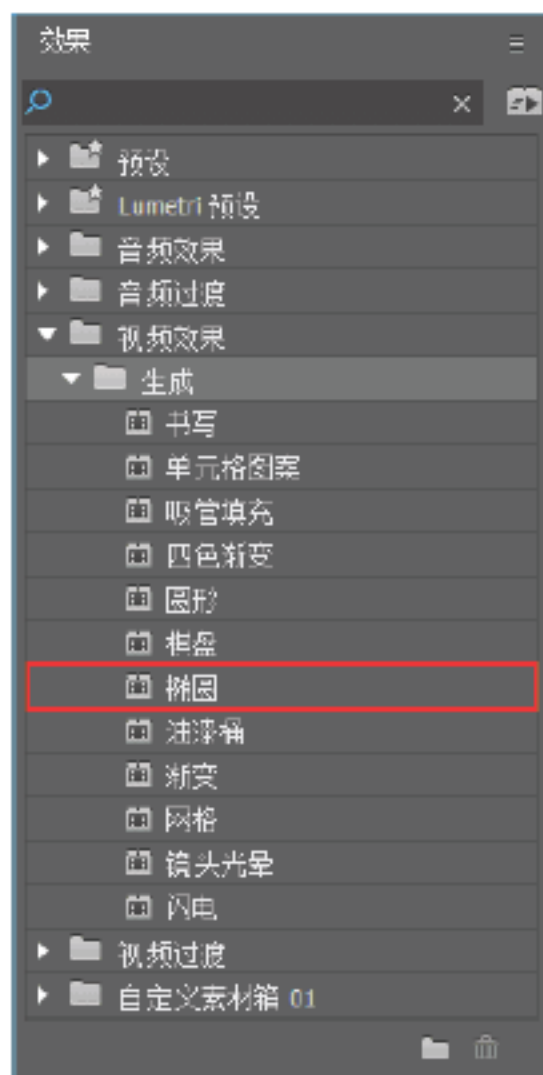 效果
预设
Lumetri 预设
音频效果
音频过渡
视频效果
生成
书写
单元格图案
吸管填充
四色渐变
圆形
棋盘
椭圆
油漆桶
渐变
网格
镜头光晕
闪电
视频过渡
自定义素材箱 01